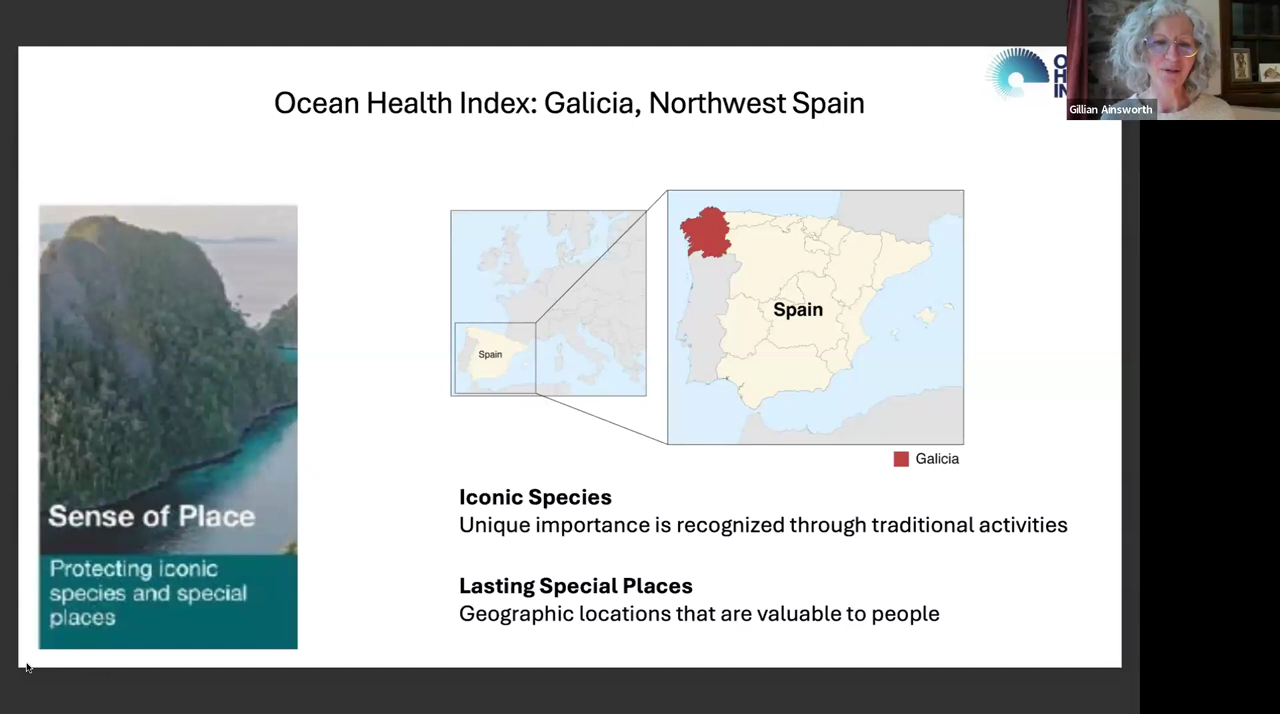 Ocean Health Index: Galicia, Northwest Spain
O
H
IN
Gillian Ainsworth
Spain
Spain
Galicia
Sense of Place
Protecting iconic
species and special
places
Iconic Species
Unique importance is recognized through traditional activities
Lasting Special Places
Geographic locations that are valuable to people